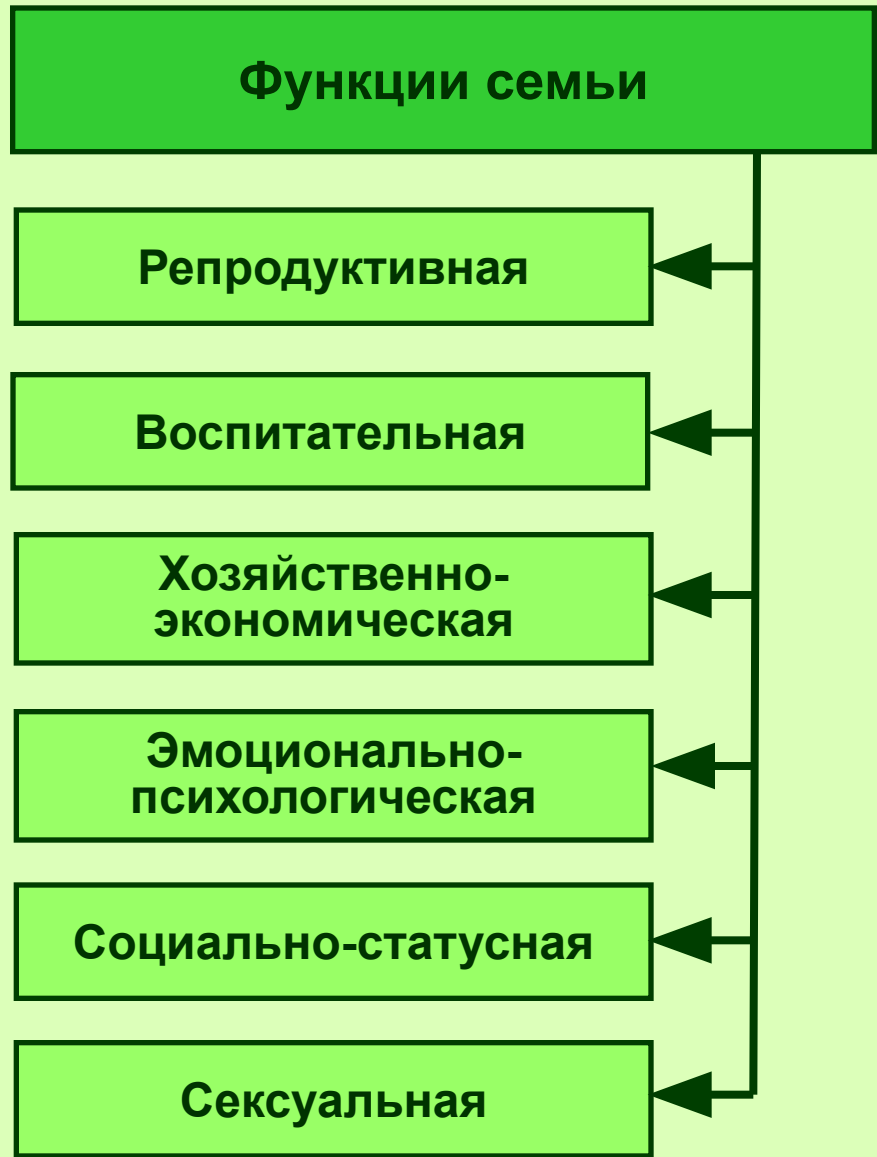 Функции семьи
Репродуктивная
Воспитательная
Хозяйственно-
экономическая
Эмоционально-
психологическая
Социально-статусная
Сексуальная